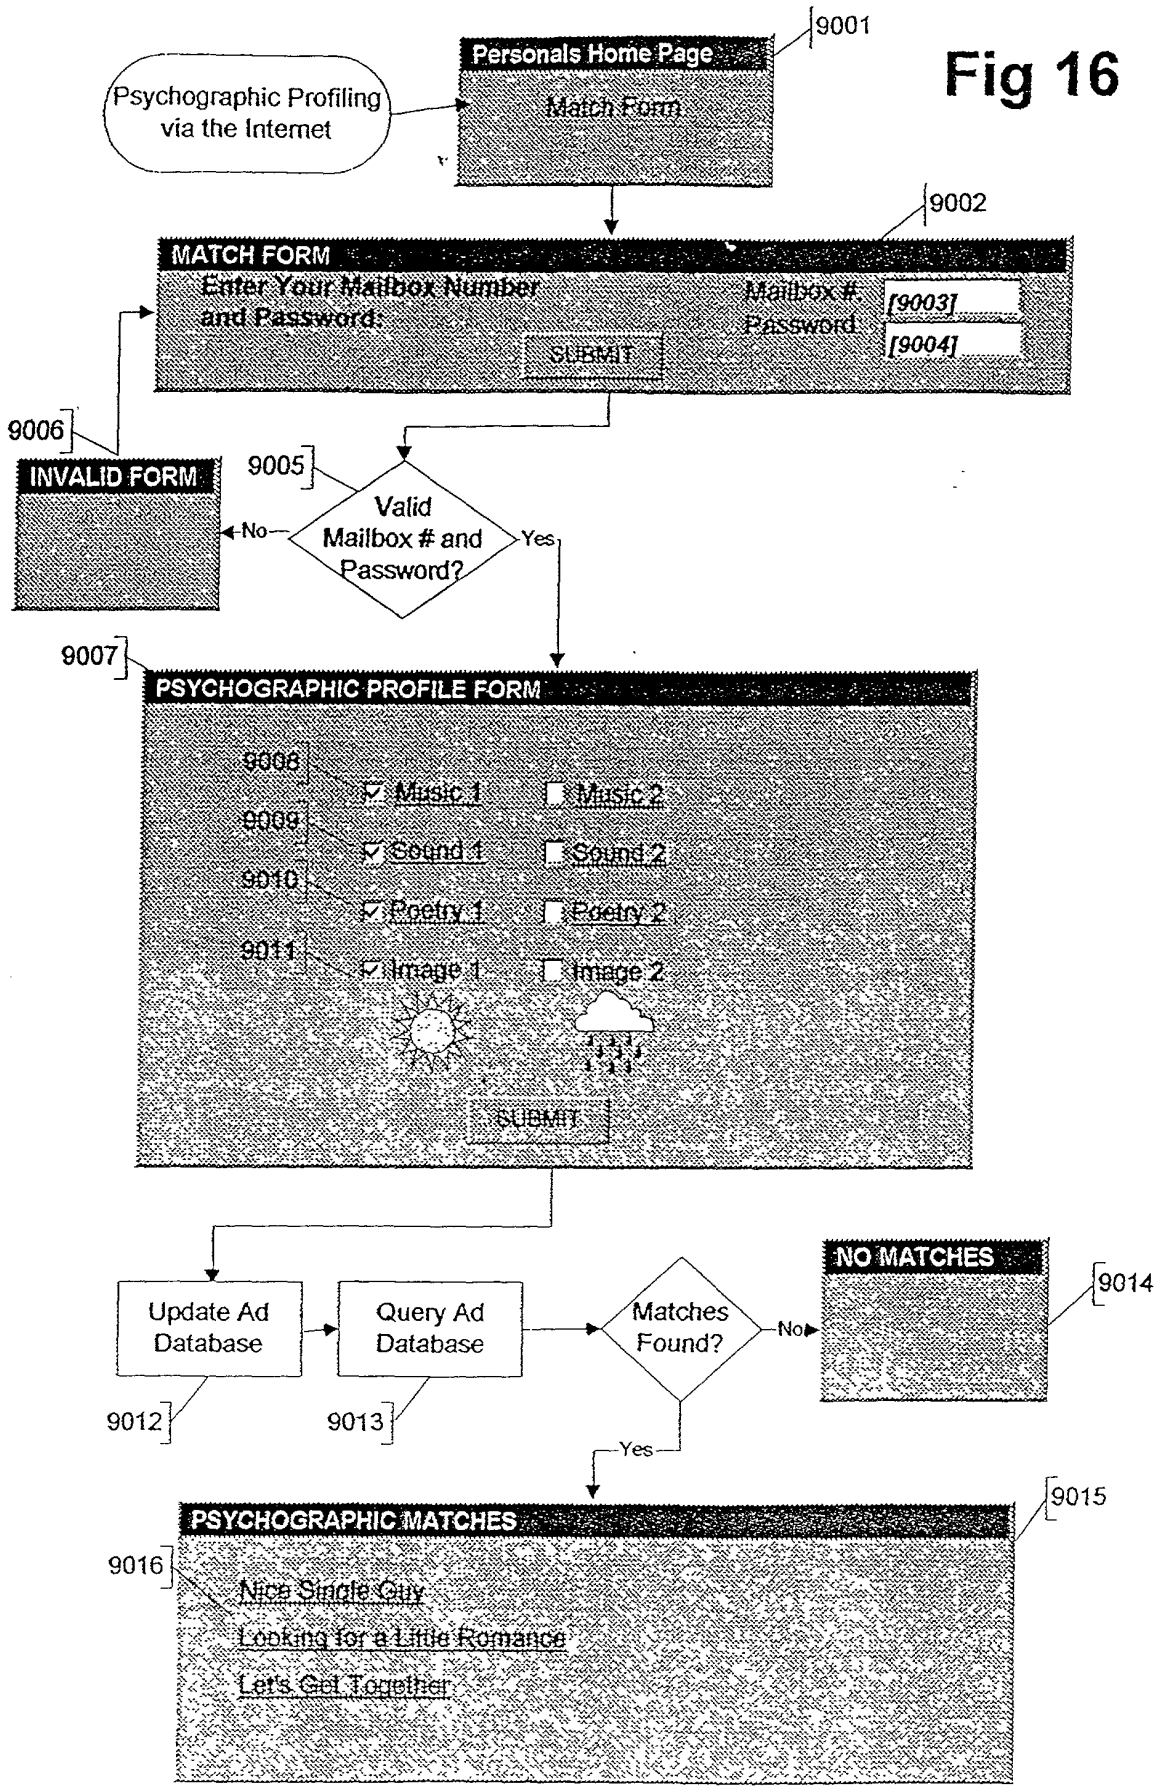 9001
Fig 16
Personals Home Page
Psychographic Profiling
via the Internet
Match Form
9002
MATCH FORM
Enter Your Mailbox Number
and Password:
Mailbox #:
[9003]
Password:
[9004]
SUBMIT
9006
INVALID FORM
9005
Valid
Mailbox # and
Password?
No
Yes
9007
PSYCHOGRAPHIC PROFILE FORM
9008
Music 1
Music 2
9009
Sound 1
Sound 2
9010
Poetry 1
Poetry 2
9011
Image 1
Image 2
SUBMIT
Update Ad
Database
Query Ad
Database
Matches
Found?
No
NO MATCHES
9014
9012
9013
Yes
9015
PSYCHOGRAPHIC MATCHES
9016
Nice Single Guy
Looking for a Little Romance
Let's Get Together